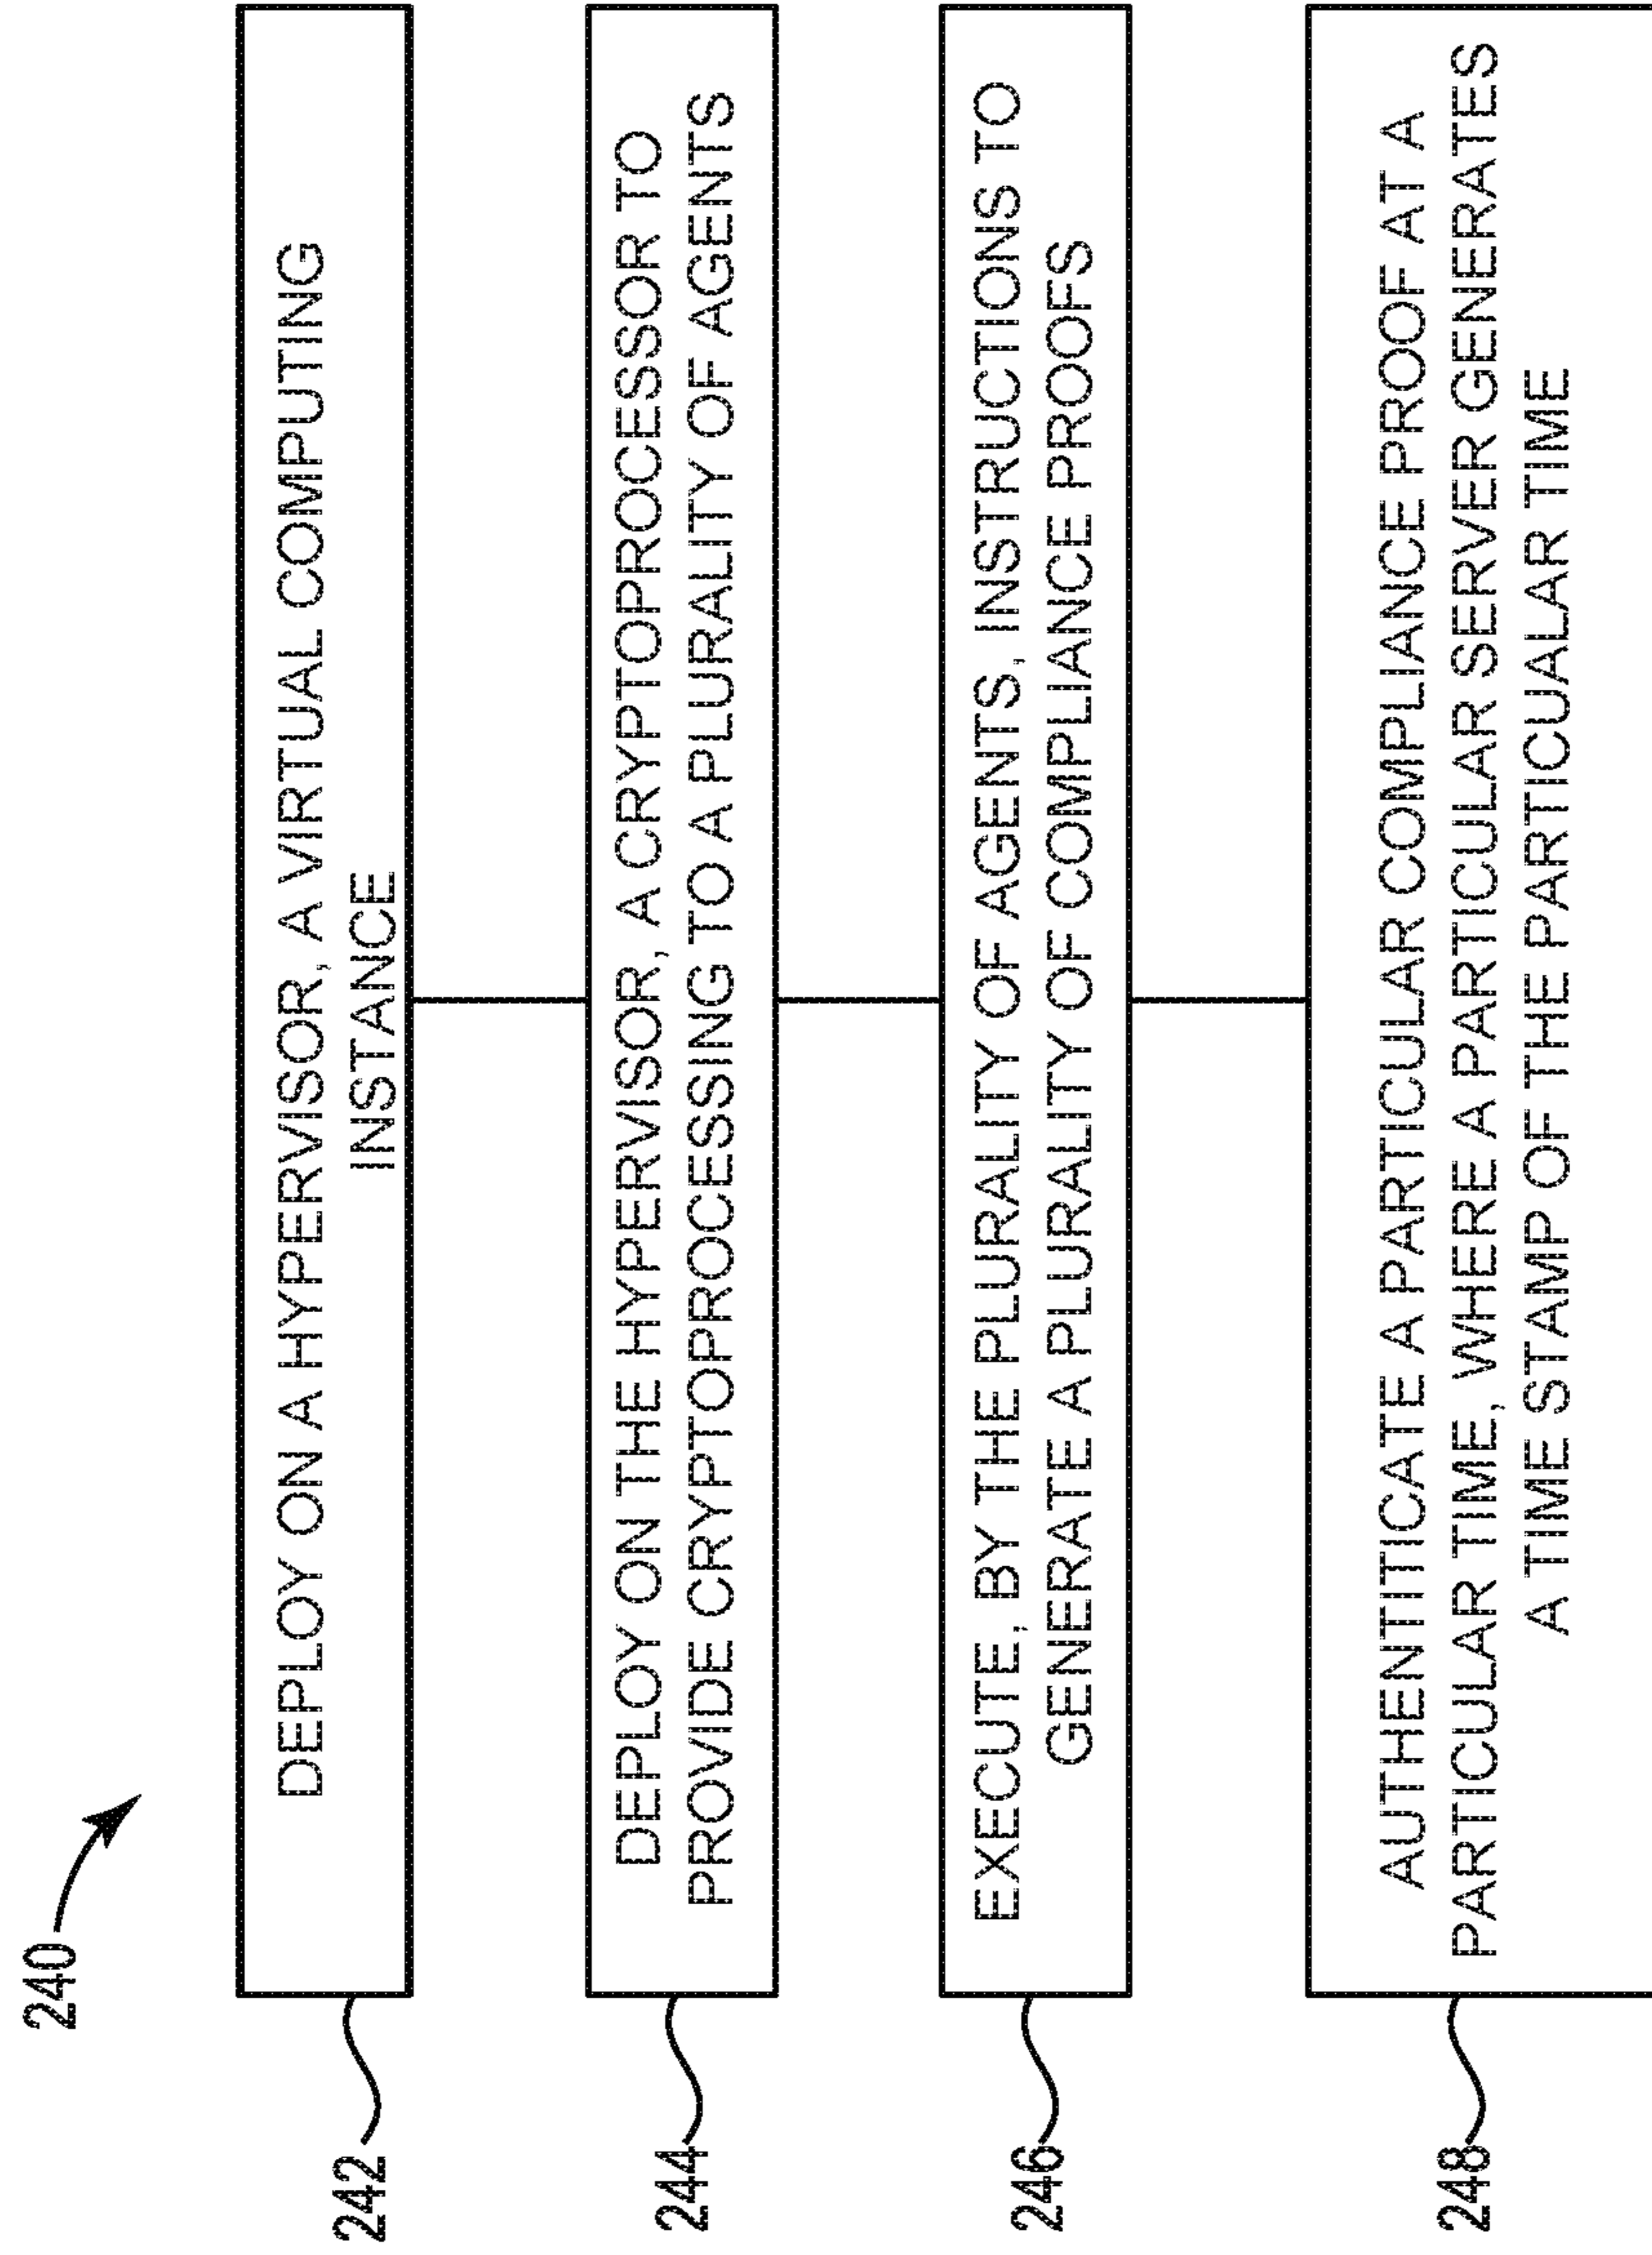 240
242
DEPLOY ON A HYPERVISOR, A VIRTUAL COMPUTING
INSTANCE
244
DEPLOY ON THE HYPERVISOR, A CRYPTOPROCESSOR TO
PROVIDE CRYPTOPROCESSING TO A PLURALITY OF AGENTS
246
EXECUTE, BY THE PLURALITY OF AGENTS, INSTRUCTIONS TO
GENERATE A PLURALITY OF COMPLIANCE PROOFS
248
AUTHENTITICATE A PARTICULAR COMPLIANCE PROOF AT A
PARTICULAR TIME, WHERE A PARTICULAR SERVER GENERATES
A TIME STAMP OF THE PARTICUALAR TIME